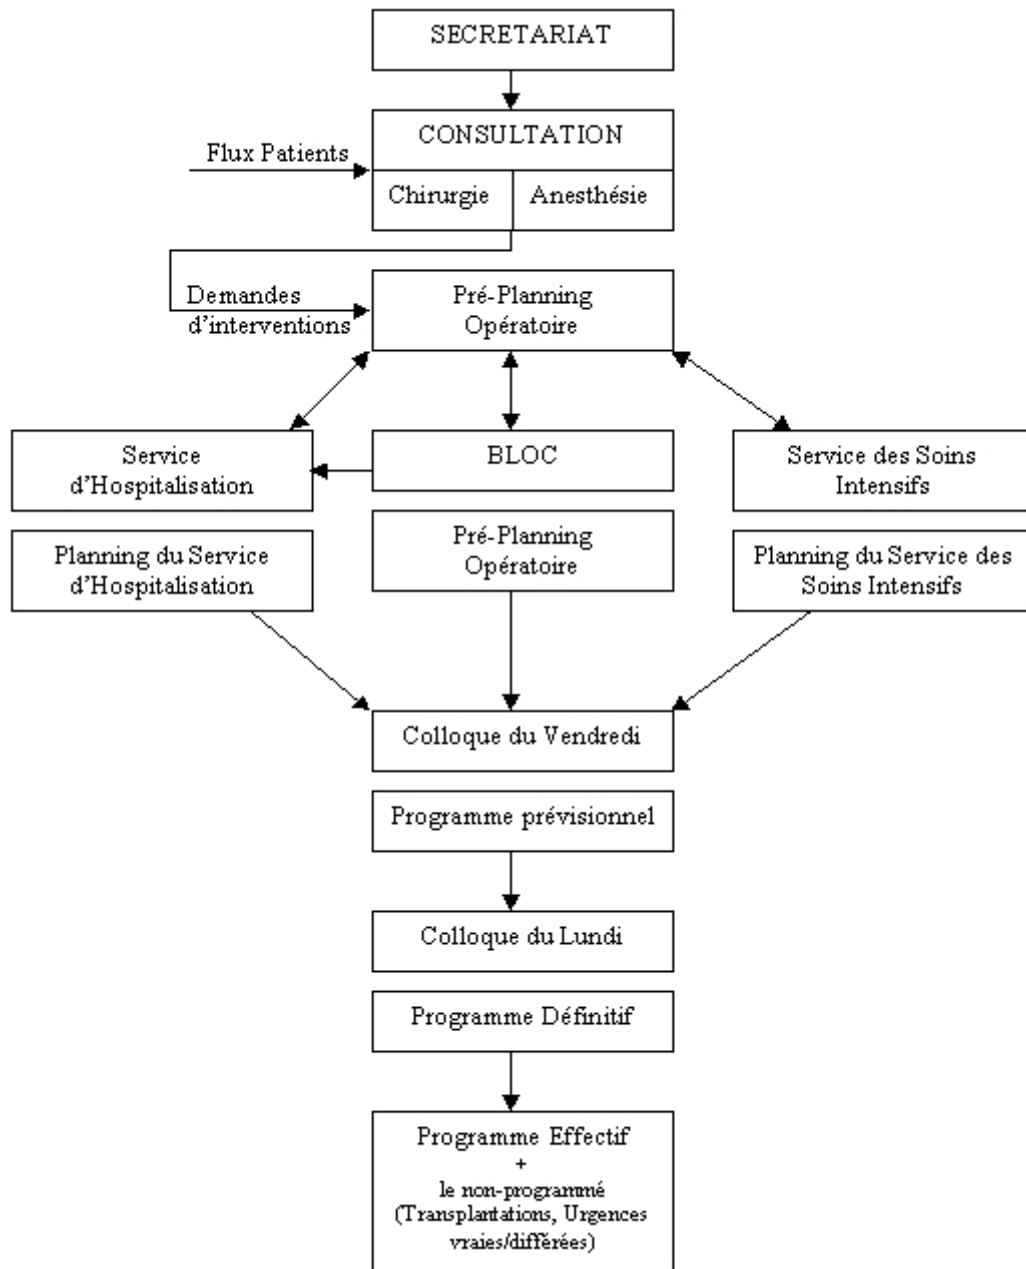 SECRETARIAT
CONSULTATION
Flux Patients
Chirurgie
Anesthésie
Demandes
d'interventions
Pré-Planning
Opératoire
Service
d'Hospitalisation
BLOC
Service des Soins
Intensifs
Planning du Service
d'Hospitalisation
Pré-Planning
Opératoire
Planning du Service des
Soins Intensifs
Colloque du Vendredi
Programme prévisionnel
Colloque du Lundi
Programme Définitif
Programme Effectif
+
le non-programmé
(Transplantations, Urgences
vraies/différées)